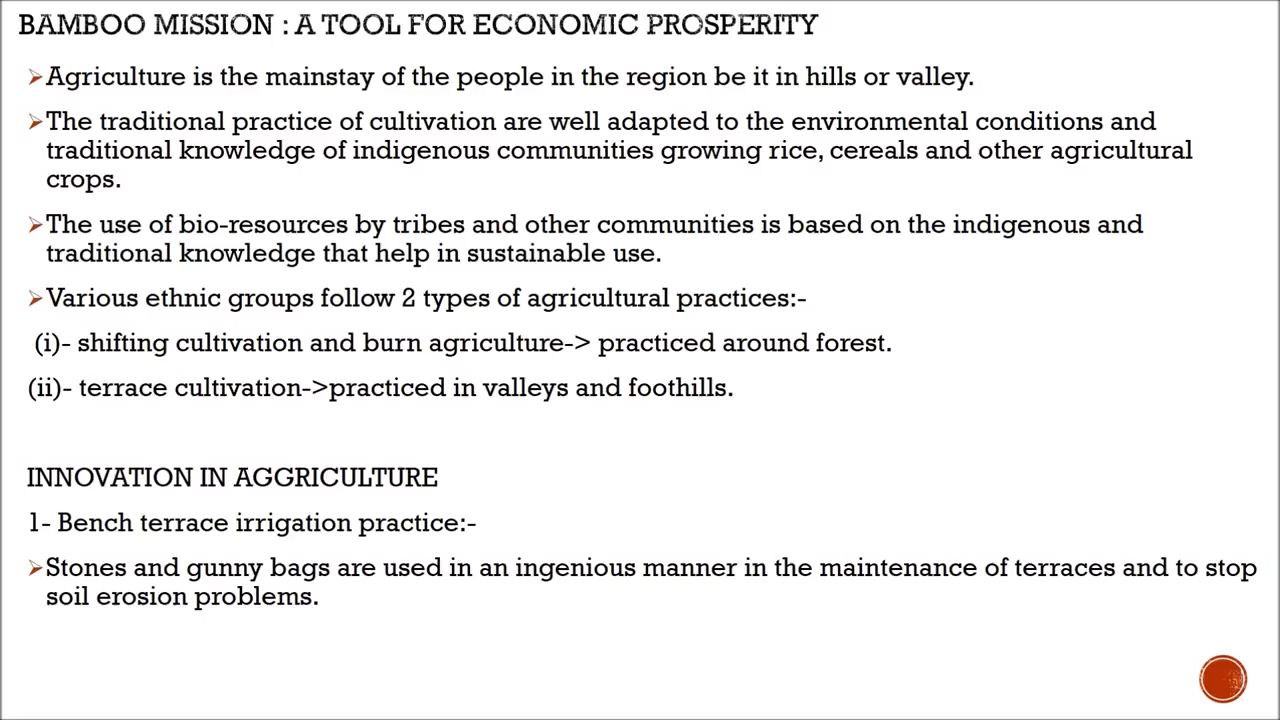 BAMBOO MISSION : A TOOL FOR ECONOMIC PROSPERITY
➢Agriculture is the mainstay of the people in the region be it in hills or valley.
➢The traditional practice of cultivation are well adapted to the environmental conditions and
traditional knowledge of indigenous communities growing rice, cereals and other agricultural
crops.
➢The use of bio-resources by tribes and other communities is based on the indigenous and
traditional knowledge that help in sustainable use.
➢Various ethnic groups follow 2 types of agricultural practices:-
(i)- shifting cultivation and burn agriculture-> practiced around forest.
(ii)- terrace cultivation->practiced in valleys and foothills.
INNOVATION IN AGGRICULTURE
1- Bench terrace irrigation practice:-
➢Stones and gunny bags are used in an ingenious manner in the maintenance of terraces and to stop
soil erosion problems.